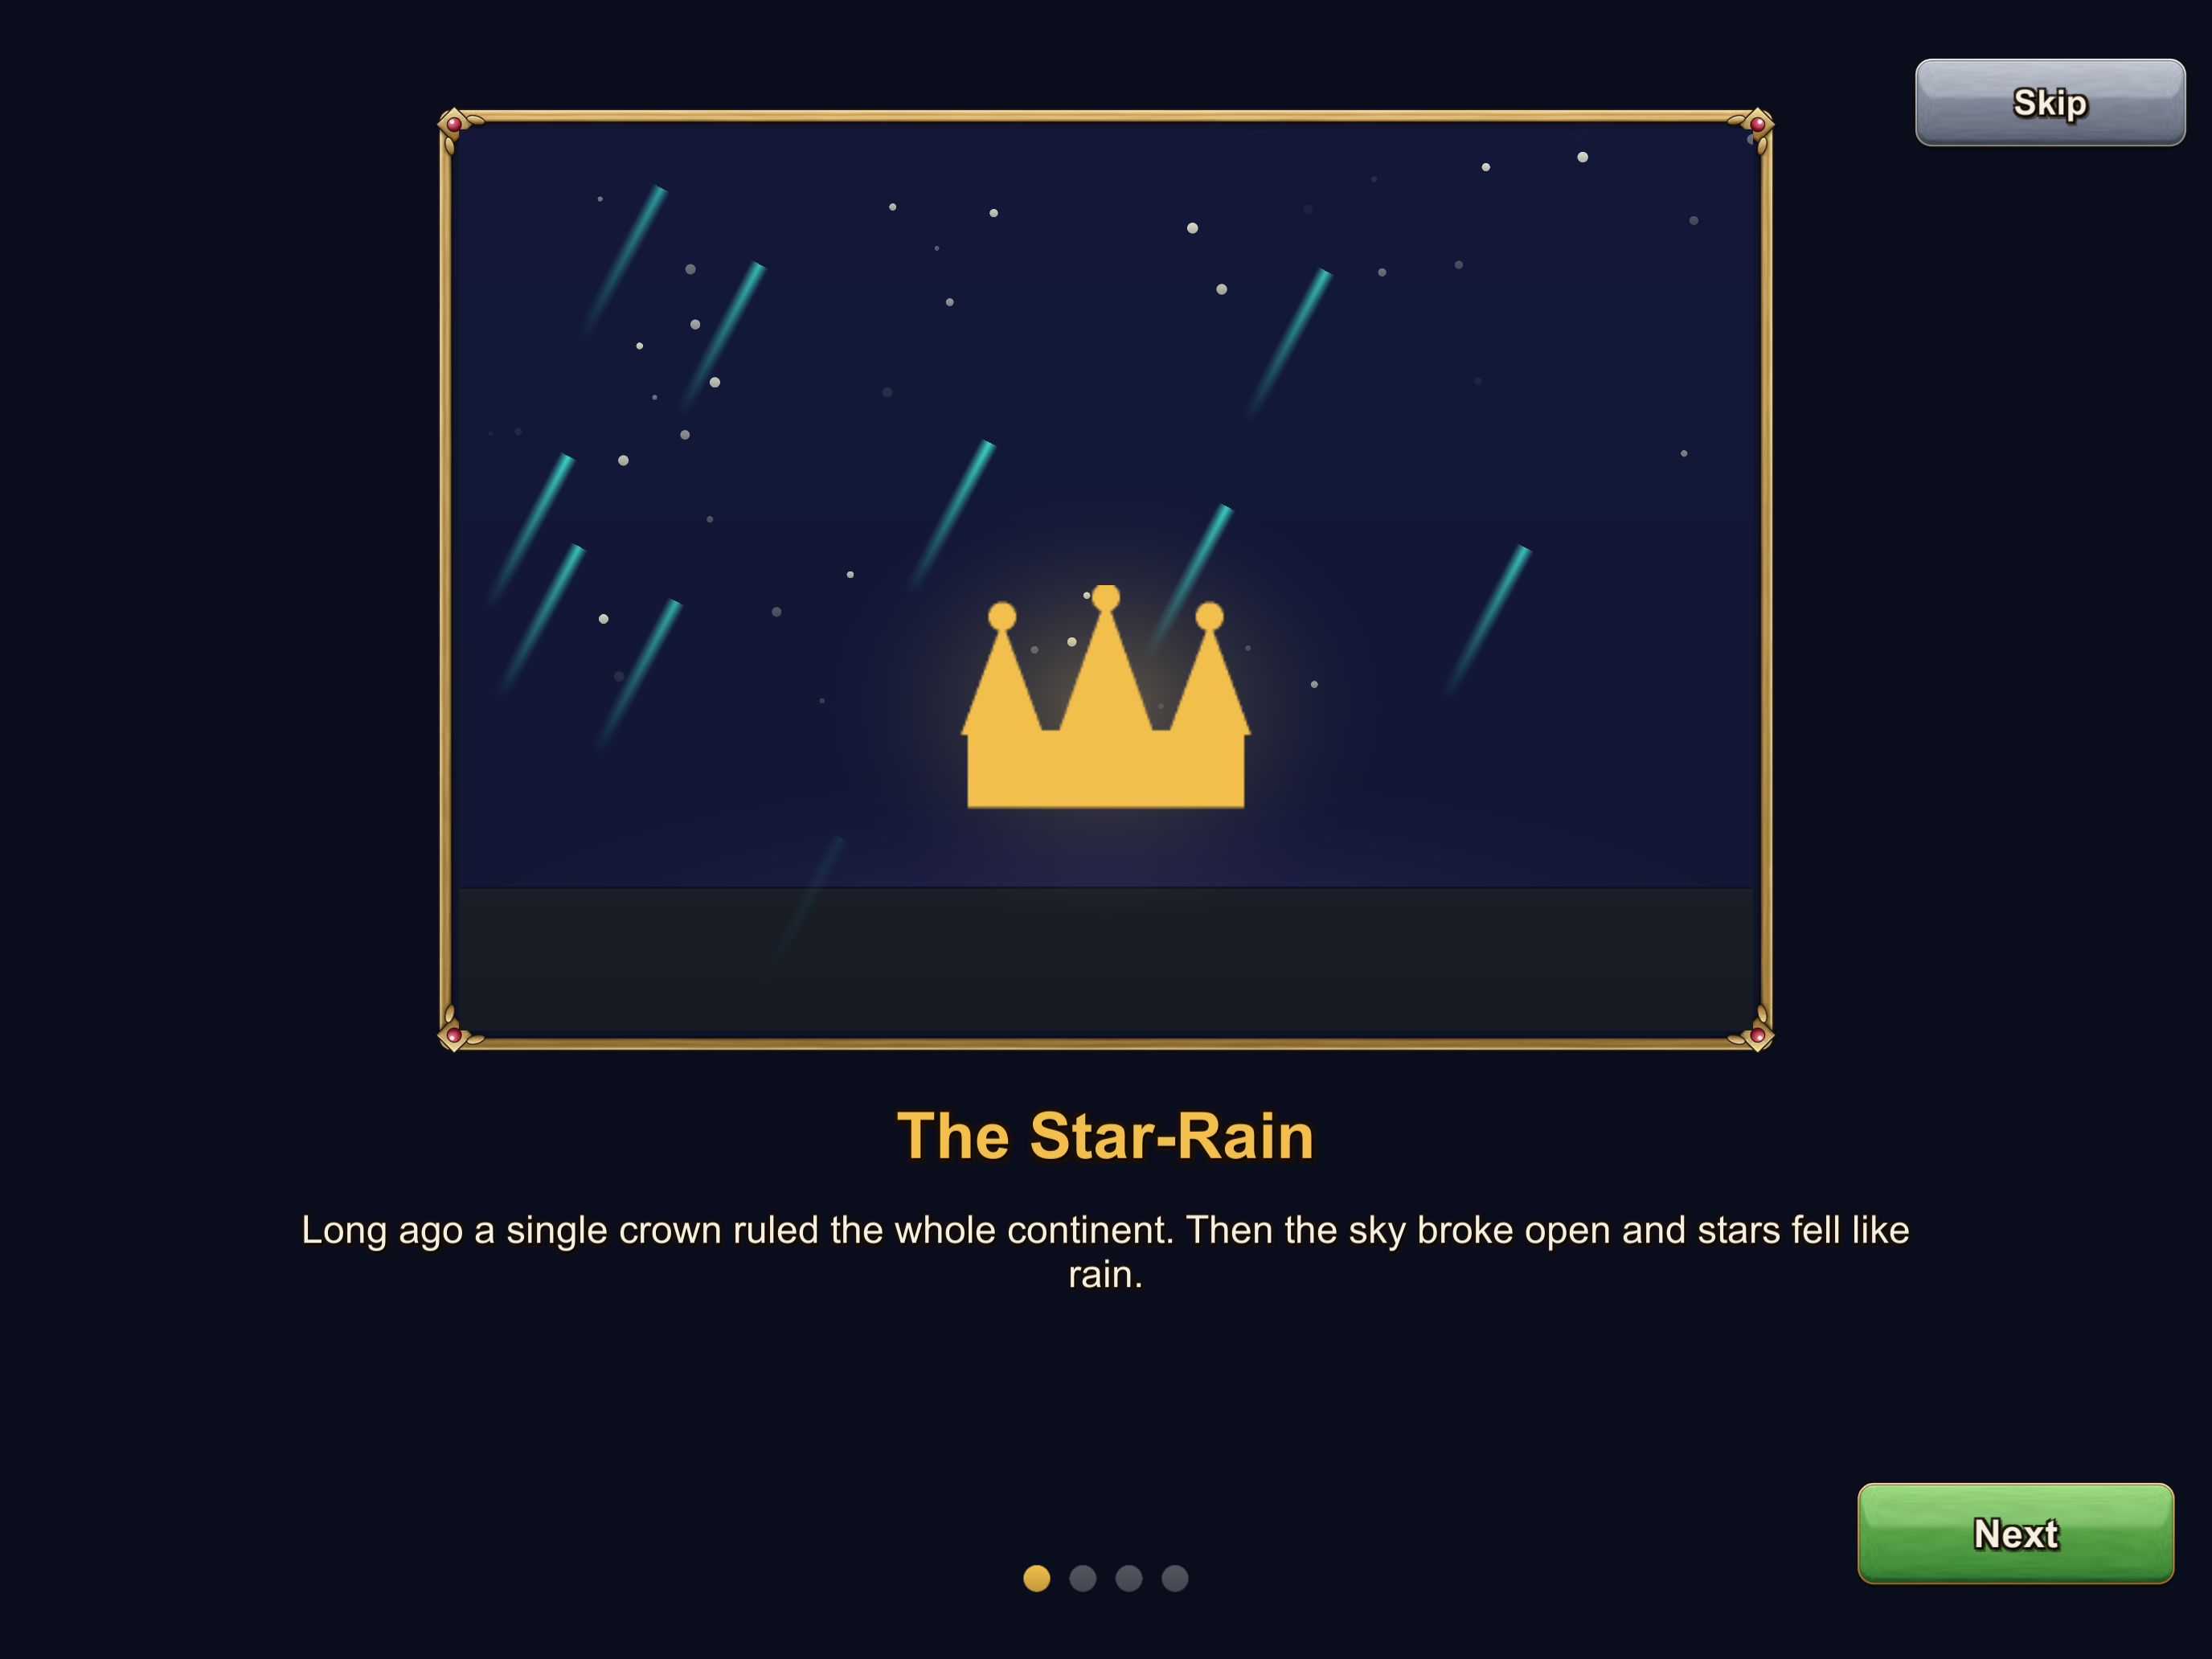 Skip
The Star-Rain
Long ago a single crown ruled the whole continent. Then the sky broke open and stars fell like
rain.
Next